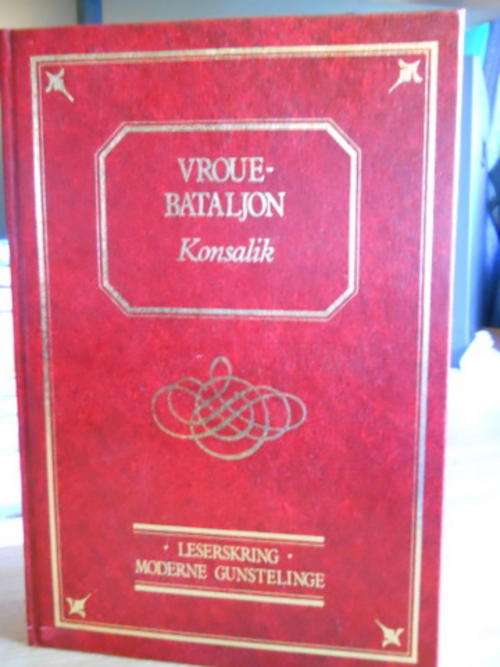 VROUE-
BATALJON
Konsalik
· LESERSKRING ·
MODERNE GUNSTELINGE